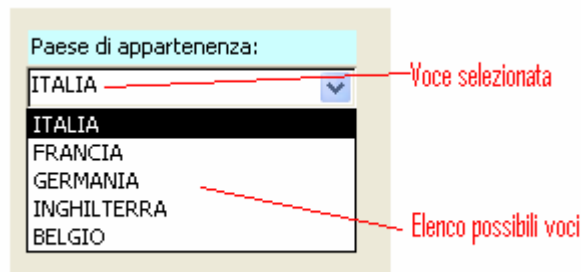 Paese di appartenenza:
ITALIA
Voce selezionata
ITALIA
FRANCIA
GERMANIA
INGHILTERRA
Elenco possibili voci
BELGIO